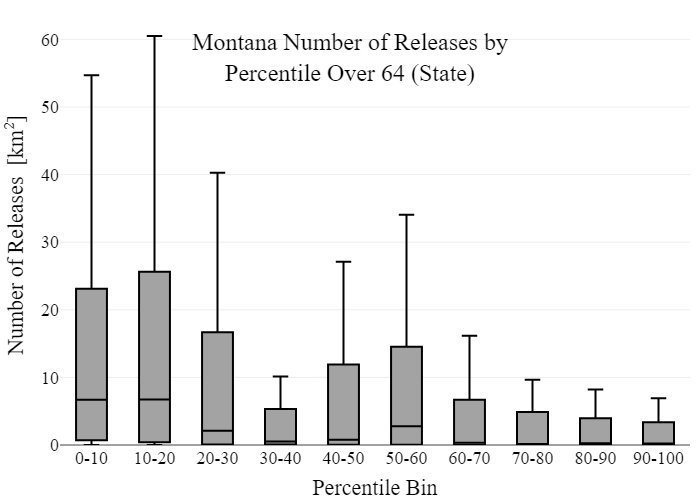 Montana Number of Releases by
Percentile Over 64 (State)
Number of Releases [km²]
60
50
40
30
20
10
0
0-10 10-20 20-30 30-40 40-50 50-60 60-70 70-80 80-90 90-100
Percentile Bin